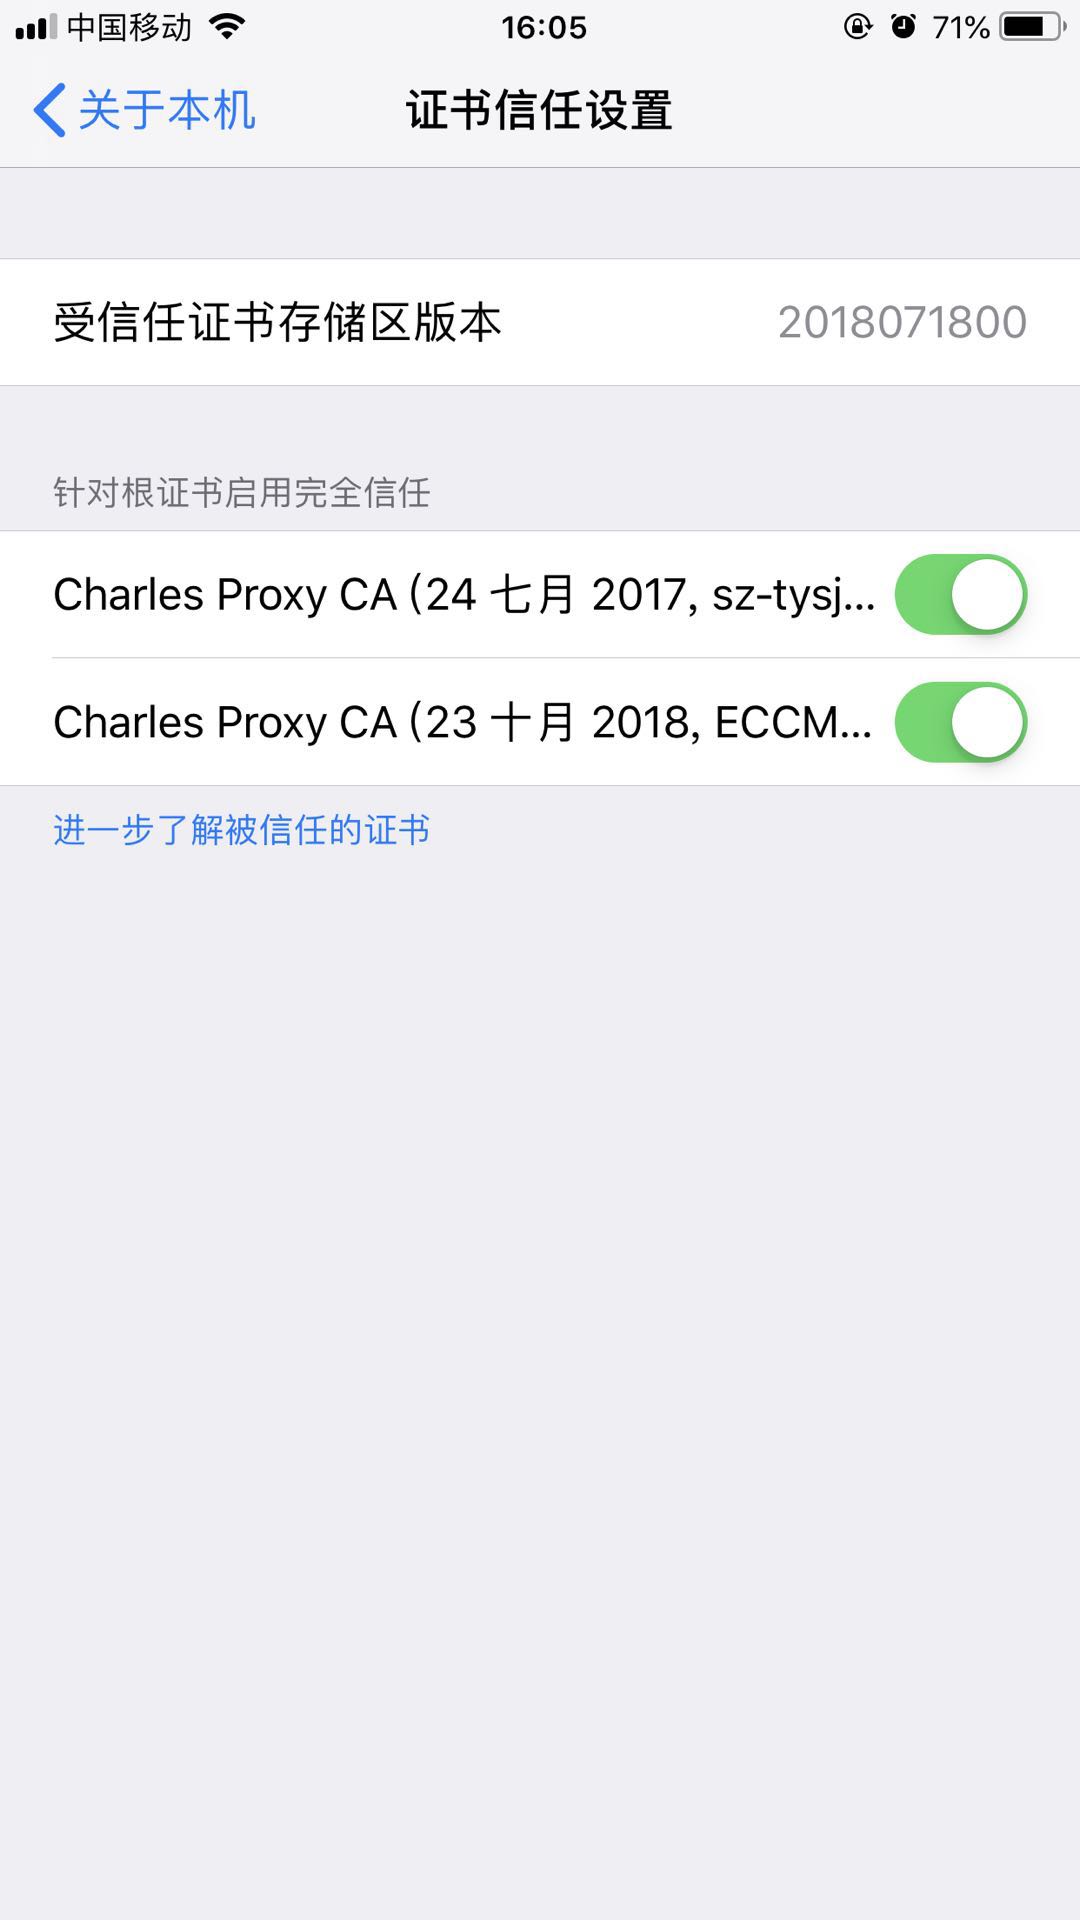 中国移动 16:05 71%
关于本机 证书信任设置
受信任证书存储区版本 2018071800
针对根证书启用完全信任
Charles Proxy CA (24 七月 2017, sz-tysj...
Charles Proxy CA (23 十月 2018, ECCM...
进一步了解被信任的证书